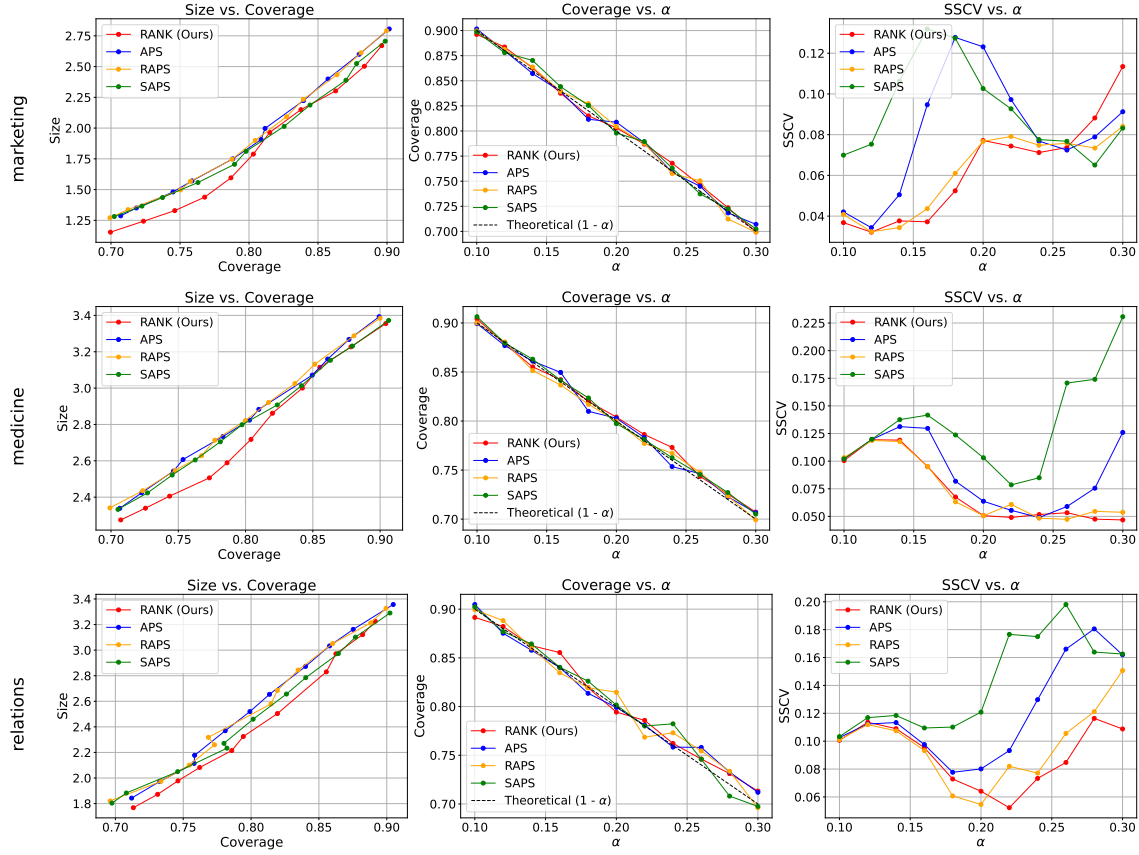 marketing
Size vs. Coverage
Size
2.75
2.50
2.25
2.00
1.75
1.50
1.25
RANK (Ours)
APS
RAPS
SAPS
0.70
0.75
0.80
0.85
0.90
Coverage
Coverage vs. α
Coverage
0.900
0.875
0.850
0.825
0.800
0.775
0.750
0.725
0.700
RANK (Ours)
APS
RAPS
SAPS
Theoretical (1 - α)
0.10
0.15
0.20
0.25
0.30
α
SSCV vs. α
SSCV
0.12
0.10
0.08
0.06
0.04
RANK (Ours)
APS
RAPS
SAPS
0.10
0.15
0.20
0.25
0.30
α
medicine
Size vs. Coverage
Size
3.4
3.2
3.0
2.8
2.6
2.4
RANK (Ours)
APS
RAPS
SAPS
0.70
0.75
0.80
0.85
0.90
Coverage
Coverage vs. α
Coverage
0.90
0.85
0.80
0.75
0.70
RANK (Ours)
APS
RAPS
SAPS
Theoretical (1 - α)
0.10
0.15
0.20
0.25
0.30
α
SSCV vs. α
SSCV
0.225
0.200
0.175
0.150
0.125
0.100
0.075
0.050
RANK (Ours)
APS
RAPS
SAPS
0.10
0.15
0.20
0.25
0.30
α
relations
Size vs. Coverage
Size
3.4
3.2
3.0
2.8
2.6
2.4
2.2
2.0
1.8
RANK (Ours)
APS
RAPS
SAPS
0.70
0.75
0.80
0.85
0.90
Coverage
Coverage vs. α
Coverage
0.90
0.85
0.80
0.75
0.70
RANK (Ours)
APS
RAPS
SAPS
Theoretical (1 - α)
0.10
0.15
0.20
0.25
0.30
α
SSCV vs. α
SSCV
0.20
0.18
0.16
0.14
0.12
0.10
0.08
0.06
RANK (Ours)
APS
RAPS
SAPS
0.10
0.15
0.20
0.25
0.30
α